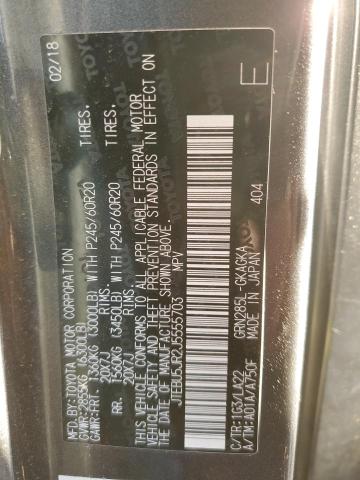 MFD.BY:TOYOTA MOTOR CORPORATION 02/18
GVWR:2855KG (6300LB)
GAWR:FRT. 1360KG (3000LB) WITH P245/60R20 TIRES.
20X7J RIMS.
RR. 1560KG (3450LB) WITH P245/60R20 TIRES.
20X7J RIMS.
THIS VEHICLE CONFORMS TO ALL APPLICABLE FEDERAL MOTOR
VEHICLE SAFETY AND THEFT PREVENTION STANDARDS IN EFFECT ON
THE DATE OF MANUFACTURE SHOWN ABOVE.
JTEBU5JR2J5555703 MPV
E
C/TR:1G3/LA22 GRN285L-GKAGKA
A/TM:A01A/A750F MADE IN JAPAN 404
TOYOTA